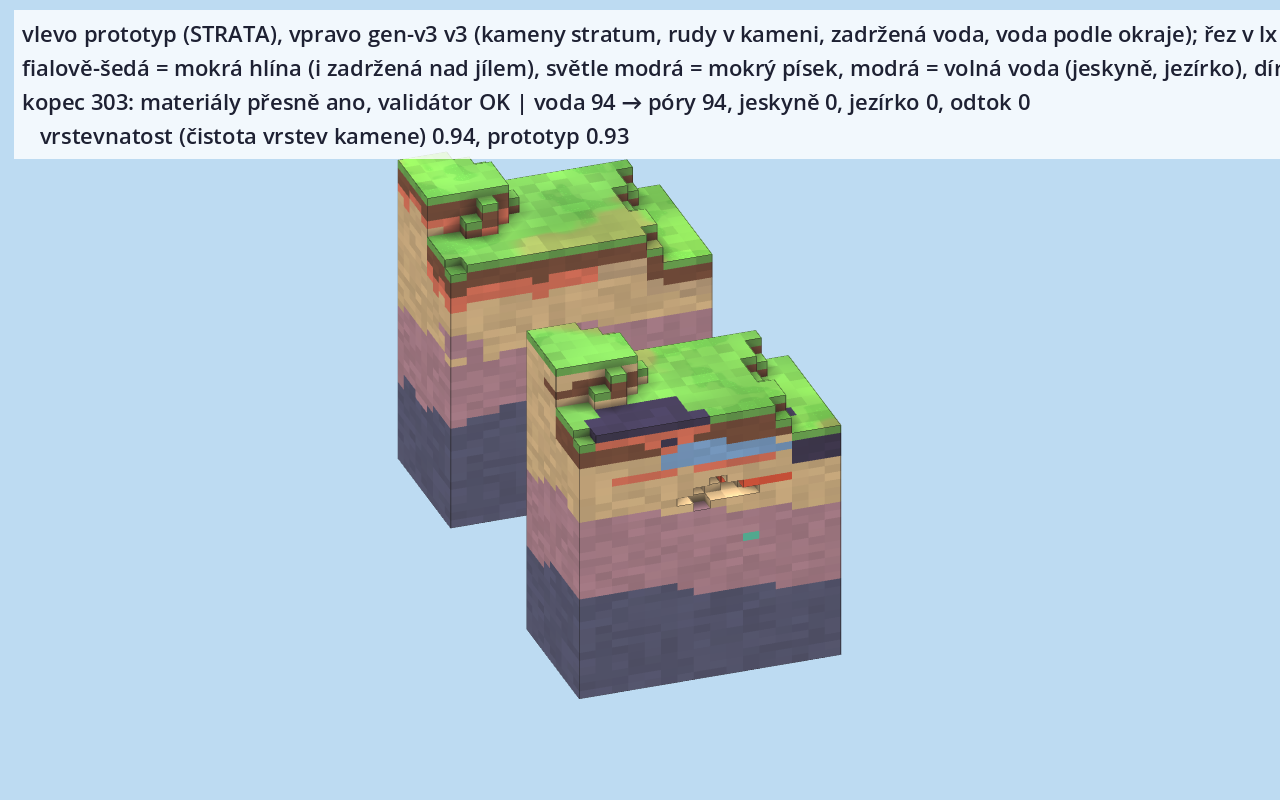 vlevo prototyp (STRATA), vpravo gen-v3 v3 (kameny stratum, rudy v kameni, zadržená voda, voda podle okraje); řez v lx
fialově-šedá = mokrá hlína (i zadržená nad jílem), světle modrá = mokrý písek, modrá = volná voda (jeskyně, jezírko),
kopec 303: materiály přesně ano, validátor OK | voda 94 → póry 94, jeskyně 0, jezírko 0, odtok 0
vrstevnatost (čistota vrstev kamene) 0.94, prototyp 0.93